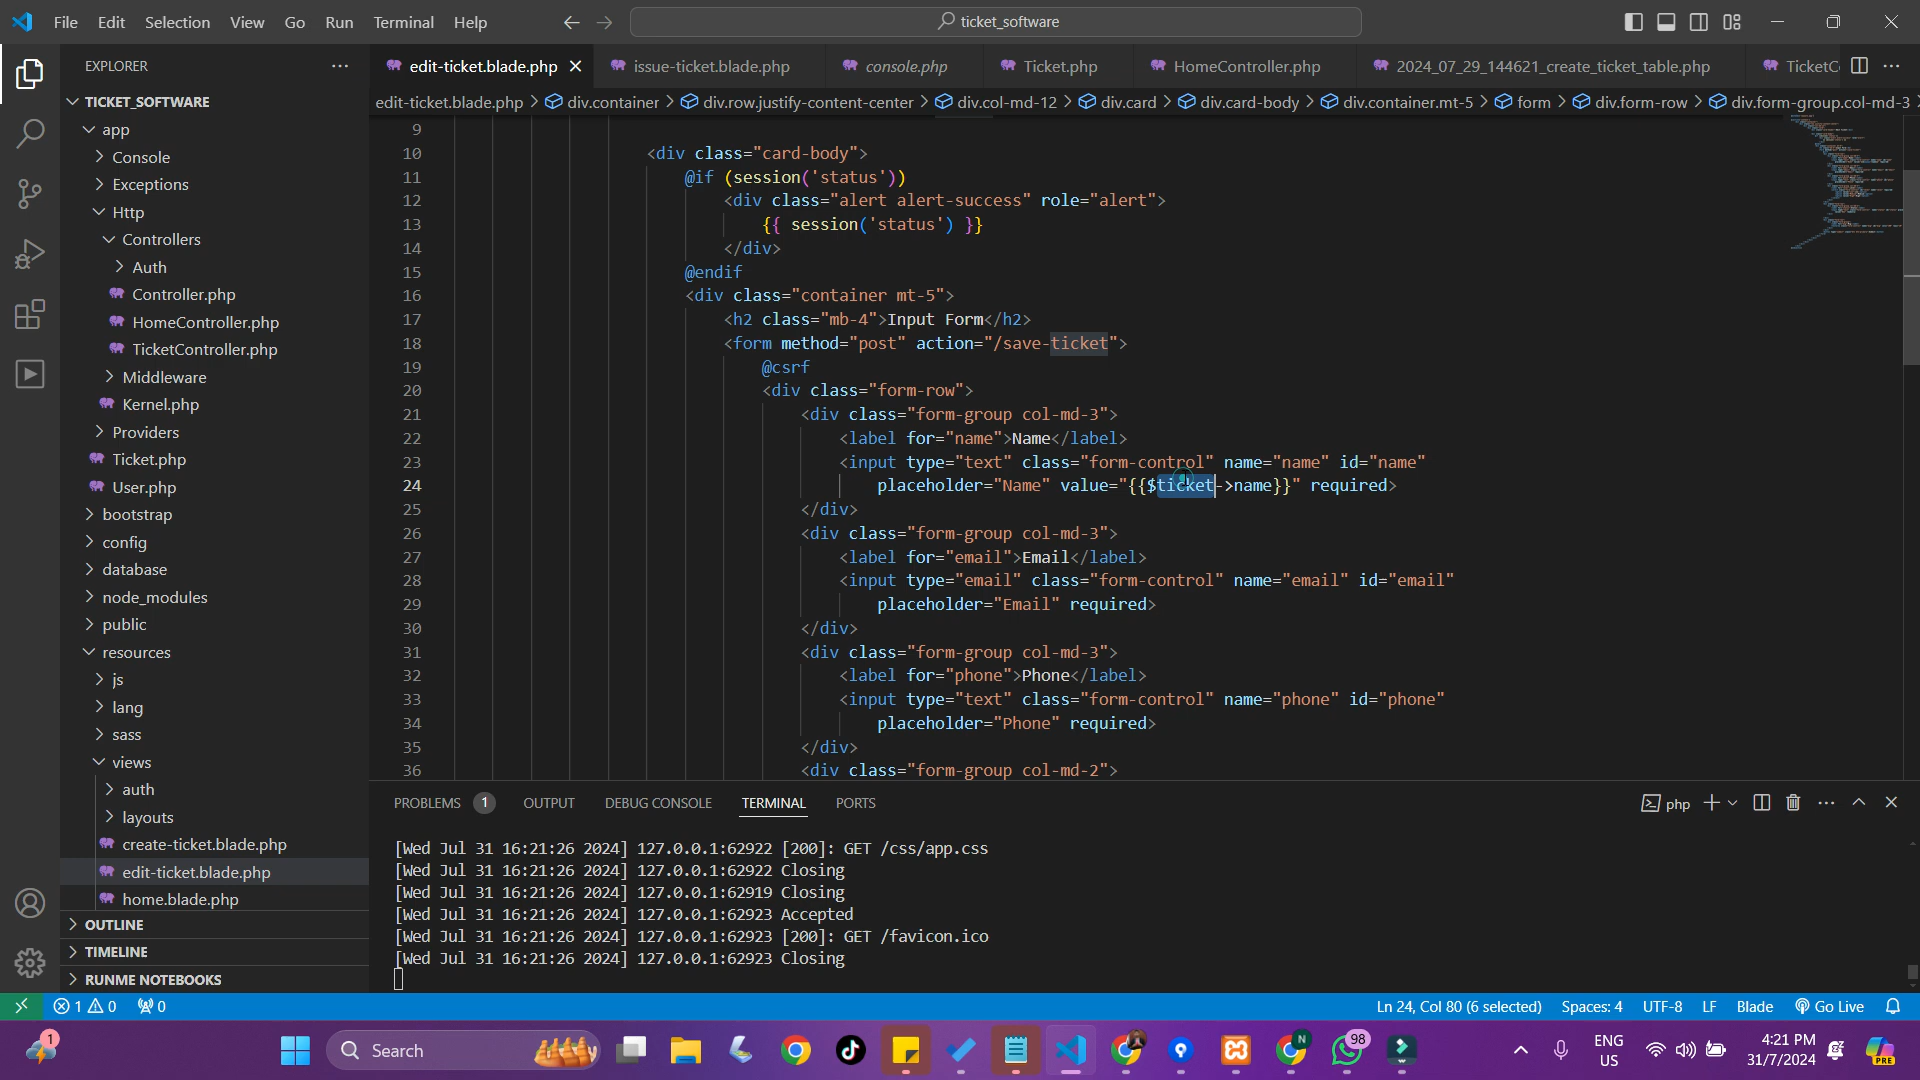 File Edit Selection View Go Run Terminal Help
ticket_software
EXPLORER
edit-ticket.blade.php
issue-ticket.blade.php
console.php
Ticket.php
HomeController.php
2024_07_29_144621_create_ticket_table.php
TicketC
edit-ticket.blade.php > div.container > div.row.justify-content-center > div.col-md-12 > div.card > div.card-body > div.container.mt-5 > form > div.form-row > div.form-group.col-md-3 >
TICKET_SOFTWARE
app
Console
Exceptions
Http
Controllers
Auth
Controller.php
HomeController.php
TicketController.php
Middleware
Kernel.php
Providers
Ticket.php
User.php
bootstrap
config
database
node_modules
public
resources
js
lang
sass
views
auth
layouts
create-ticket.blade.php
edit-ticket.blade.php
home.blade.php
OUTLINE
TIMELINE
RUNME NOTEBOOKS
9
10 <div class="card-body">
11 @if (session('status'))
12 <div class="alert alert-success" role="alert">
13 {{ session('status') }}
14 </div>
15 @endif
16 <div class="container mt-5">
17 <h2 class="mb-4">Input Form</h2>
18 <form method="post" action="/save-ticket">
19 @csrf
20 <div class="form-row">
21 <div class="form-group col-md-3">
22 <label for="name">Name</label>
23 <input type="text" class="form-control" name="name" id="name"
24 placeholder="Name" value="{{$ticket->name}}" required>
25 </div>
26 <div class="form-group col-md-3">
27 <label for="email">Email</label>
28 <input type="email" class="form-control" name="email" id="email"
29 placeholder="Email" required>
30 </div>
31 <div class="form-group col-md-3">
32 <label for="phone">Phone</label>
33 <input type="text" class="form-control" name="phone" id="phone"
34 placeholder="Phone" required>
35 </div>
36 <div class="form-group col-md-2">
PROBLEMS 1 OUTPUT DEBUG CONSOLE TERMINAL PORTS
php
[Wed Jul 31 16:21:26 2024] 127.0.0.1:62922 [200]: GET /css/app.css
[Wed Jul 31 16:21:26 2024] 127.0.0.1:62922 Closing
[Wed Jul 31 16:21:26 2024] 127.0.0.1:62919 Closing
[Wed Jul 31 16:21:26 2024] 127.0.0.1:62923 Accepted
[Wed Jul 31 16:21:26 2024] 127.0.0.1:62923 [200]: GET /favicon.ico
[Wed Jul 31 16:21:26 2024] 127.0.0.1:62923 Closing
1 0 0
Ln 24, Col 80 (6 selected) Spaces: 4 UTF-8 LF Blade Go Live
1
Search
N
98
ENG
US
4:21 PM
31/7/2024
PRE